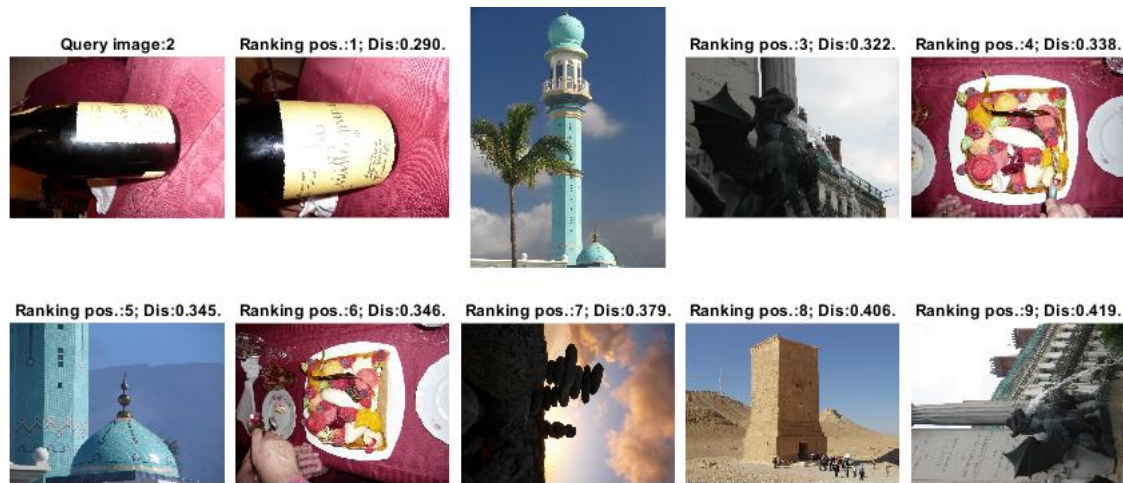 Query image:2
Ranking pos.:1; Dis:0.290.
Ranking pos.:3; Dis:0.322.
Ranking pos.:4; Dis:0.338.
Ranking pos.:5; Dis:0.345.
Ranking pos.:6; Dis:0.346.
Ranking pos.:7; Dis:0.379.
Ranking pos.:8; Dis:0.406.
Ranking pos.:9; Dis:0.419.